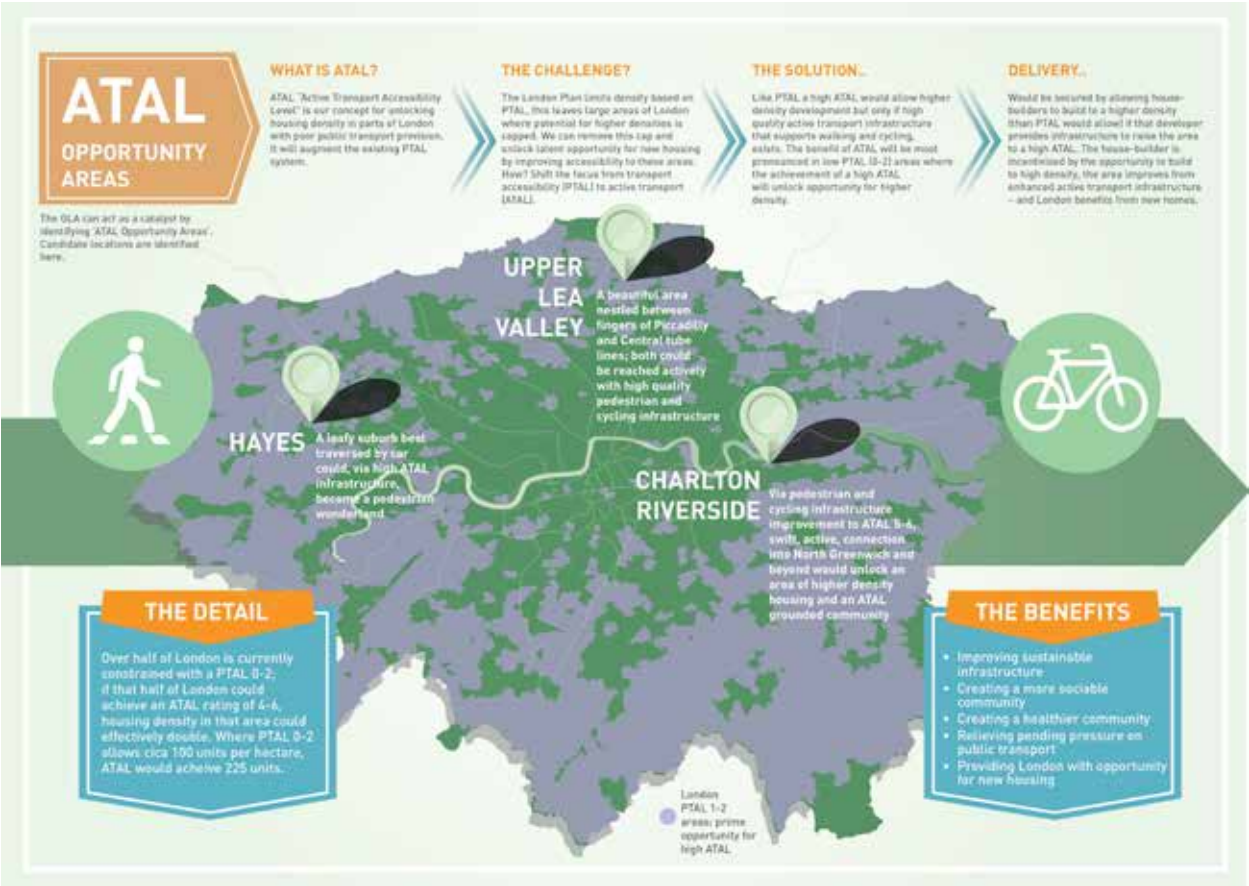 ATAL
OPPORTUNITY
AREAS
The GLA can act as a catalyst by
identifying 'ATAL Opportunity Areas'.
Candidate locations are identified
here.
WHAT IS ATAL?
ATAL "Active Transport Accessibility
Level" is our concept for unlocking
housing density in parts of London
with poor public transport provision.
It will augment the existing PTAL
system.
THE CHALLENGE?
The London Plan limits density based on
PTAL, this leaves large areas of London
where potential for higher densities is
capped. We can remove this cap and
unlock latent opportunity for new housing
by improving accessibility to these areas.
How? Shift the focus from transport
accessibility (PTAL) to active transport
(ATAL).
THE SOLUTION..
Like PTAL a high ATAL would allow higher
density development but only if high
quality active transport infrastructure
that supports walking and cycling,
exists. The benefit of ATAL will be most
pronounced in low PTAL (0-2) areas where
the achievement of a high ATAL
will unlock opportunity for higher
density.
DELIVERY..
Would be secured by allowing house-
builders to build to a higher density
(than PTAL would allow) if that developer
provides infrastructure to raise the area
to a high ATAL. The house-builder is
incentivised by the opportunity to build
to high density, the area improves from
enhanced active transport infrastructure
– and London benefits from new homes.
UPPER
LEA
VALLEY
A beautiful area
nestled between
fingers of Piccadilly
and Central tube
lines; both could
be reached actively
with high quality
pedestrian and
cycling infrastructure
HAYES
A leafy suburb best
traversed by car
could, via high ATAL
infrastructure,
become a pedestrian
wonderland
CHARLTON
RIVERSIDE
Via pedestrian and
cycling infrastructure
improvement to ATAL 5-6,
swift, active, connection
into North Greenwich and
beyond would unlock an
area of higher density
housing and an ATAL
grounded community
THE DETAIL
Over half of London is currently
constrained with a PTAL 0-2;
if that half of London could
achieve an ATAL rating of 4-6,
housing density in that area could
effectively double. Where PTAL 0-2
allows cica 100 units per hectare,
ATAL would acheive 225 units.
THE BENEFITS
• Improving sustainable
infrastructure
• Creating a more sociable
community
• Creating a healthier community
• Relieving pending pressure on
public transport
• Providing London with opportunity
for new housing
London
PTAL 1-2
areas; prime
opportunity for
high ATAL